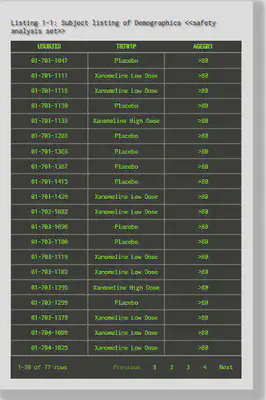 Listing 1-1: Subject listing of Demographics <<safety
analysis set>>
USUBJID TRT01P AGEGR1
01-701-1047 Placebo >80
01-701-1111 Xanomeline Low Dose >80
01-701-1115 Xanomeline Low Dose >80
01-701-1130 Placebo >80
01-701-1133 Xanomeline High Dose >80
01-701-1203 Placebo >80
01-701-1363 Placebo >80
01-701-1387 Placebo >80
01-701-1415 Placebo >80
01-701-1429 Xanomeline Low Dose >80
01-702-1082 Xanomeline Low Dose >80
01-703-1096 Placebo >80
01-703-1100 Placebo >80
01-703-1119 Xanomeline Low Dose >80
01-703-1182 Xanomeline Low Dose >80
01-703-1295 Xanomeline High Dose >80
01-703-1299 Placebo >80
01-703-1379 Xanomeline Low Dose >80
01-704-1009 Xanomeline Low Dose >80
01-704-1025 Xanomeline Low Dose >80
1-20 of 77 rows Previous 1 2 3 4 Next